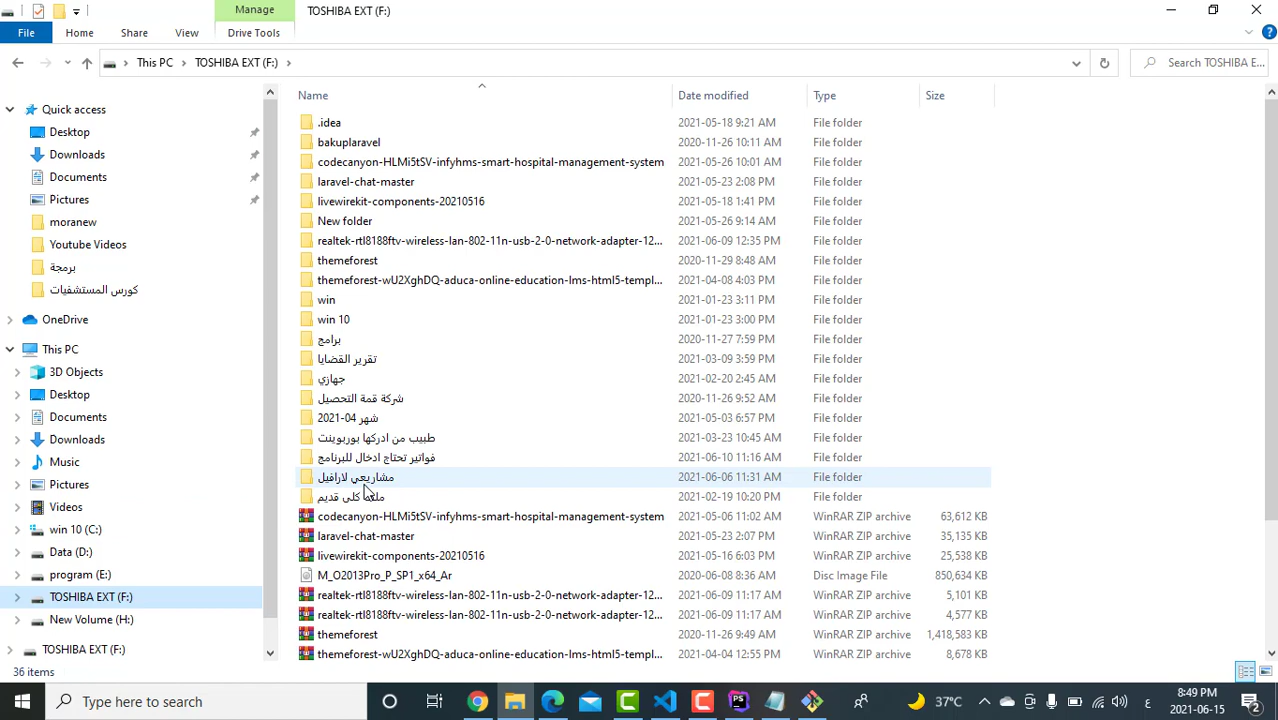 Manage
TOSHIBA EXT (F:)
File
Home
Share
View
Drive Tools
This PC
TOSHIBA EXT (F:)
Search TOSHIBA E...
Name
Date modified
Type
Size
Quick access
Desktop
Downloads
Documents
Pictures
moranew
Youtube Videos
برمجة
كورس المستشفيات
OneDrive
This PC
3D Objects
Desktop
Documents
Downloads
Music
Pictures
Videos
win 10 (C:)
Data (D:)
program (E:)
TOSHIBA EXT (F:)
New Volume (H:)
TOSHIBA EXT (F:)
.idea 2021-05-18 9:21 AM File folder
bakuplaravel 2020-11-26 10:11 AM File folder
codecanyon-HLMi5tSV-infyhms-smart-hospital-management-system 2021-05-26 10:01 AM File folder
laravel-chat-master 2021-05-23 2:08 PM File folder
livewirekit-components-20210516 2021-05-18 1:41 PM File folder
New folder 2021-05-26 9:14 AM File folder
realtek-rtl8188ftv-wireless-lan-802-11n-usb-2-0-network-adapter-12... 2021-06-09 12:35 PM File folder
themeforest 2020-11-29 8:48 AM File folder
themeforest-wU2XghDQ-aduca-online-education-lms-html5-templ... 2021-04-08 4:03 PM File folder
win 2021-01-23 3:11 PM File folder
win 10 2021-01-23 3:00 PM File folder
برامج 2020-11-27 7:59 PM File folder
تقرير القضايا 2021-03-09 3:59 PM File folder
جهازي 2021-02-20 2:45 AM File folder
شركة قمة التحصيل 2020-11-26 9:52 AM File folder
شهر 04-2021 2021-05-03 6:57 PM File folder
طبيب من ادركها بوربوينت 2021-03-23 10:45 AM File folder
فواتير تحتاج ادخال للبرنامج 2021-06-10 11:16 AM File folder
مشاريعي لارافيل 2021-06-06 11:31 AM File folder
كلى قديم 2021-02-19 10:20 PM File folder
codecanyon-HLMi5tSV-infyhms-smart-hospital-management-system 2021-05-06 11:02 AM WinRAR ZIP archive 63,612 KB
laravel-chat-master 2021-05-23 2:07 PM WinRAR ZIP archive 35,135 KB
livewirekit-components-20210516 2021-05-16 6:03 PM WinRAR ZIP archive 25,538 KB
M_O2013Pro_P_SP1_x64_Ar 2020-06-08 8:36 AM Disc Image File 850,634 KB
realtek-rtl8188ftv-wireless-lan-802-11n-usb-2-0-network-adapter-12... 2021-06-09 11:17 AM WinRAR ZIP archive 5,101 KB
realtek-rtl8188ftv-wireless-lan-802-11n-usb-2-0-network-adapter-12... 2021-06-09 11:17 AM WinRAR ZIP archive 4,577 KB
themeforest 2020-11-26 9:49 AM WinRAR ZIP archive 1,418,583 KB
themeforest-wU2XghDQ-aduca-online-education-lms-html5-templ... 2021-04-04 12:55 PM WinRAR ZIP archive 8,678 KB
36 items
Type here to search
PS
37°C
ع
8:49 PM
2021-06-15
2